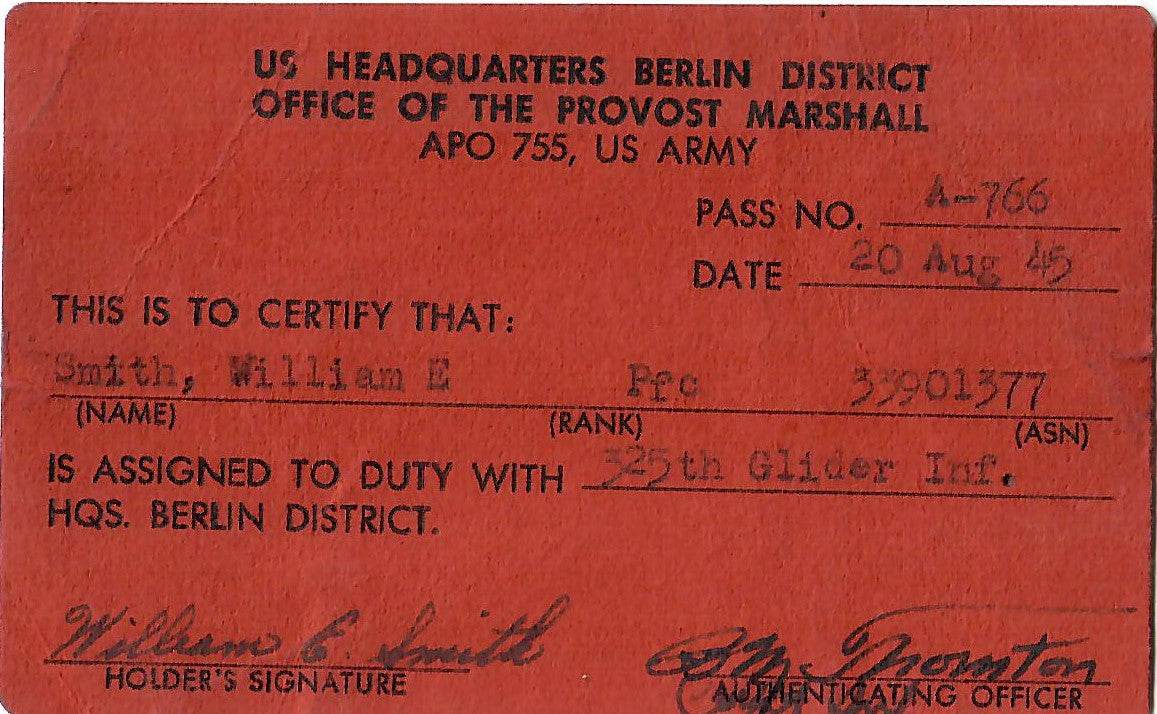 US HEADQUARTERS BERLIN DISTRICT
OFFICE OF THE PROVOST MARSHALL
APO 755, US ARMY
PASS NO. A-766
DATE 20 Aug 45
THIS IS TO CERTIFY THAT:
Smith, William E Pfc 33901377
(NAME) (RANK) (ASN)
IS ASSIGNED TO DUTY WITH 325th Glider Inf.
HQS. BERLIN DISTRICT.
William E. Smith Thornton
HOLDER'S SIGNATURE AUTHENTICATING OFFICER